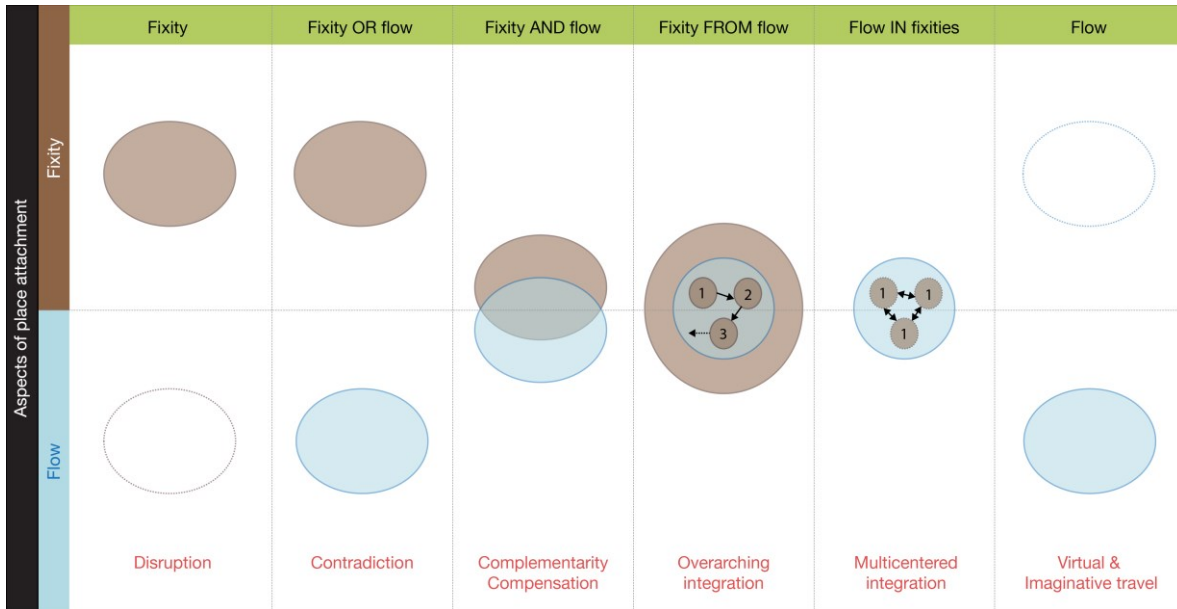 Fixity
Fixity OR flow
Fixity AND flow
Fixity FROM flow
Flow IN fixities
Flow
Aspects of place attachment
Fixity
Flow
1
2
3
1
1
1
Disruption
Contradiction
Complementarity
Compensation
Overarching
integration
Multicentered
integration
Virtual &
Imaginative travel